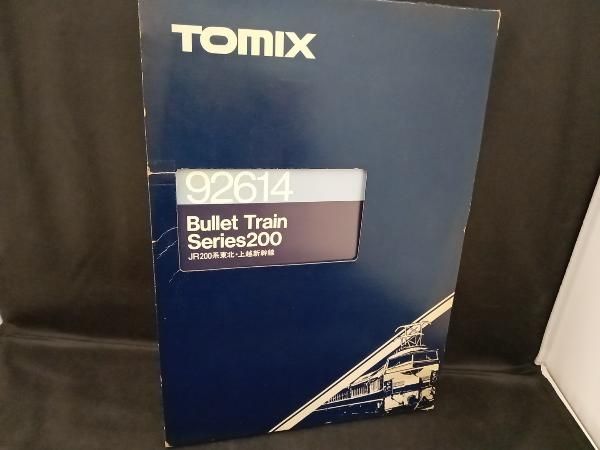 TOMIX
92614
Bullet Train
Series200
JR200系東北・上越新幹線